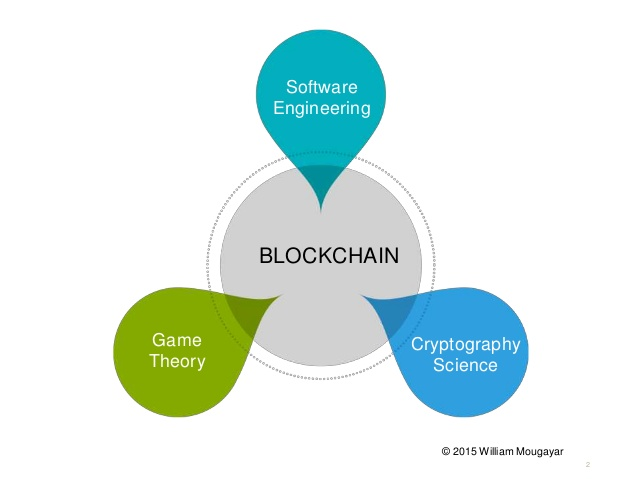 Software
Engineering
BLOCKCHAIN
Game
Theory
Cryptography
Science
© 2015 William Mougayar
2